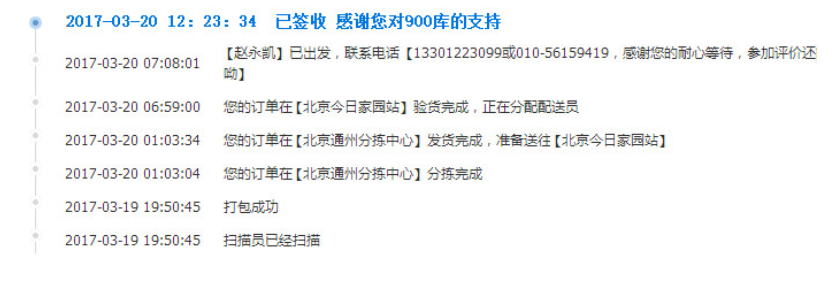 2017-03-20 12：23：34 已签收 感谢您对900库的支持
2017-03-20 07:08:01 【赵永凯】已出发，联系电话【13301223099或010-56159419，感谢您的耐心等待，参加评价还
呦】
2017-03-20 06:59:00 您的订单在【北京今日家园站】验货完成，正在分配配送员
2017-03-20 01:03:34 您的订单在【北京通州分拣中心】发货完成，准备送往【北京今日家园站】
2017-03-20 01:03:04 您的订单在【北京通州分拣中心】分拣完成
2017-03-19 19:50:45 打包成功
2017-03-19 19:50:45 扫描员已经扫描